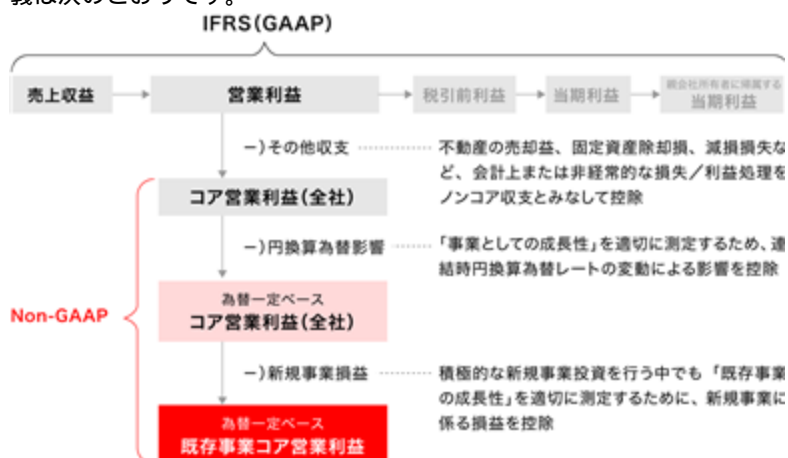 義は次のとおりです。
IFRS(GAAP)
売上収益
営業利益
税引前利益
当期利益
親会社所有者に帰属する
当期利益
ー)その他収支
不動産の売却益、固定資産除却損、減損損失な
ど、会計上または非経常的な損失/利益処理を
ノンコア収支とみなして控除
コア営業利益(全社)
ー)円換算為替影響
「事業としての成長性」を適切に測定するため、連
結時円換算為替レートの変動による影響を控除
Non-GAAP
為替一定ベース
コア営業利益(全社)
ー)新規事業損益
積極的な新規事業投資を行う中でも「既存事業
の成長性」を適切に測定するために、新規事業に
係る損益を控除
為替一定ベース
既存事業コア営業利益